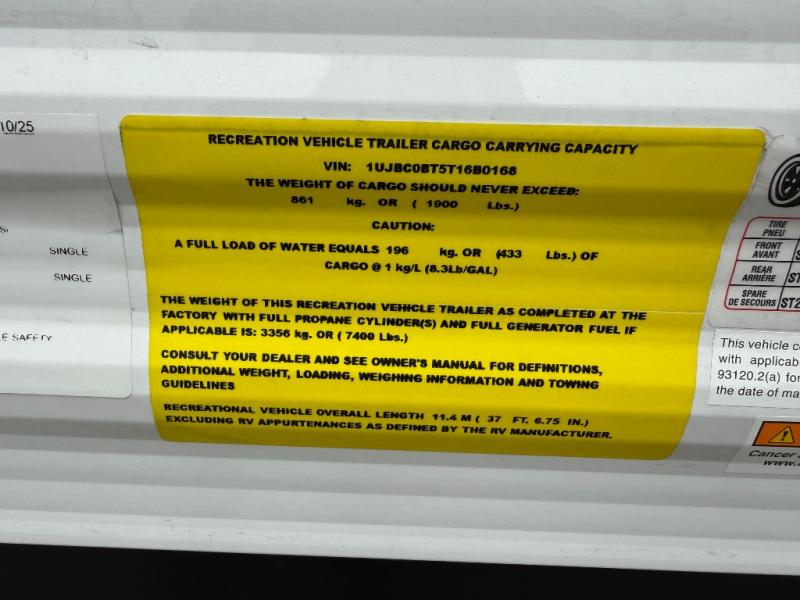 10/25
SINGLE
SINGLE
SAFETY
RECREATION VEHICLE TRAILER CARGO CARRYING CAPACITY
VIN: 1UJBC0BT5T16B0168
THE WEIGHT OF CARGO SHOULD NEVER EXCEED:
861 kg. OR ( 1900 Lbs.)
CAUTION:
A FULL LOAD OF WATER EQUALS 196 kg. OR (433 Lbs.) OF
CARGO @ 1 kg/L (8.3Lb/GAL)
THE WEIGHT OF THIS RECREATION VEHICLE TRAILER AS COMPLETED AT THE
FACTORY WITH FULL PROPANE CYLINDER(S) AND FULL GENERATOR FUEL IF
APPLICABLE IS: 3356 kg. OR ( 7400 Lbs.)
CONSULT YOUR DEALER AND SEE OWNER'S MANUAL FOR DEFINITIONS,
ADDITIONAL WEIGHT, LOADING, WEIGHING INFORMATION AND TOWING
GUIDELINES
RECREATIONAL VEHICLE OVERALL LENGTH 11.4 M ( 37 FT. 6.75 IN.)
EXCLUDING RV APPURTENANCES AS DEFINED BY THE RV MANUFACTURER.
TIRE
PNEU
FRONT
AVANT
REAR
ARRIÈRE
ST
SPARE
DE SECOURS
ST2
This vehicle
with
93120.2(a) for
the date of
Cancer
www.